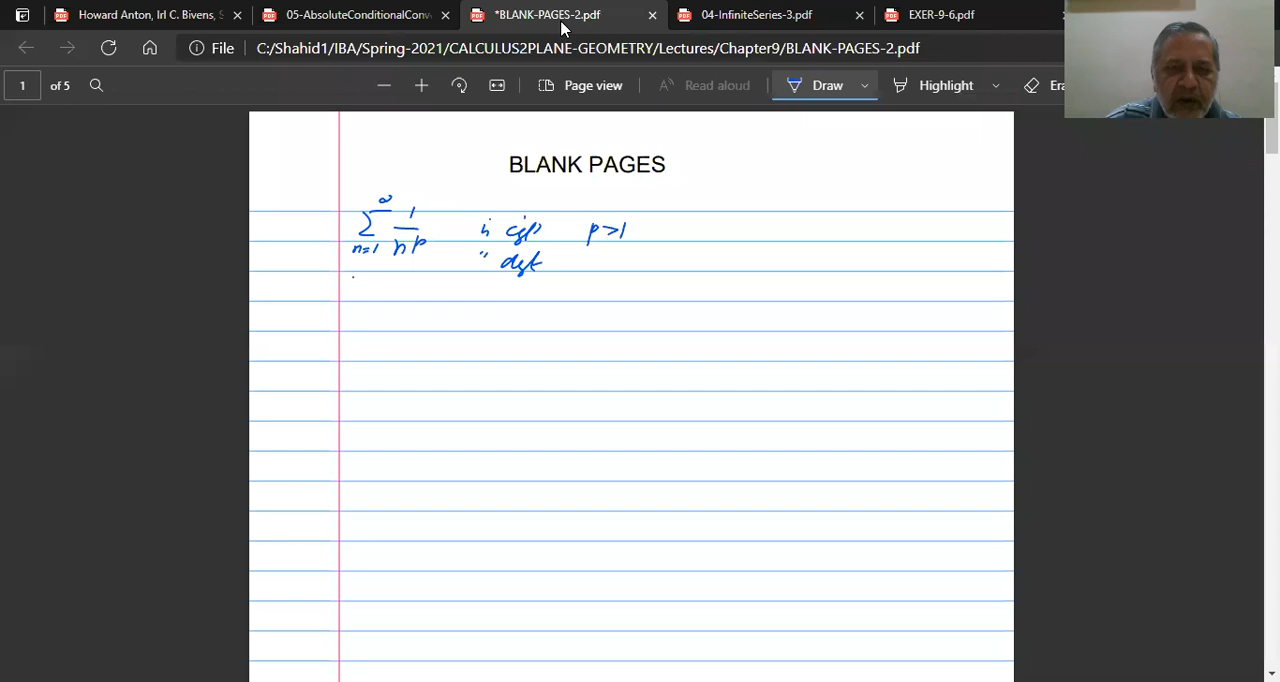 Howard Anton, Irl C. Bivens, S
05-AbsoluteConditionalConv
*BLANK-PAGES-2.pdf
04-InfiniteSeries-3.pdf
EXER-9-6.pdf
File C:/Shahid1/IBA/Spring-2021/CALCULUS2PLANE-GEOMETRY/Lectures/Chapter9/BLANK-PAGES-2.pdf
1 of 5 Page view Read aloud Draw Highlight Era
BLANK PAGES
∞
∑ 1/n^p is cgt p>1
n=1
" dgt